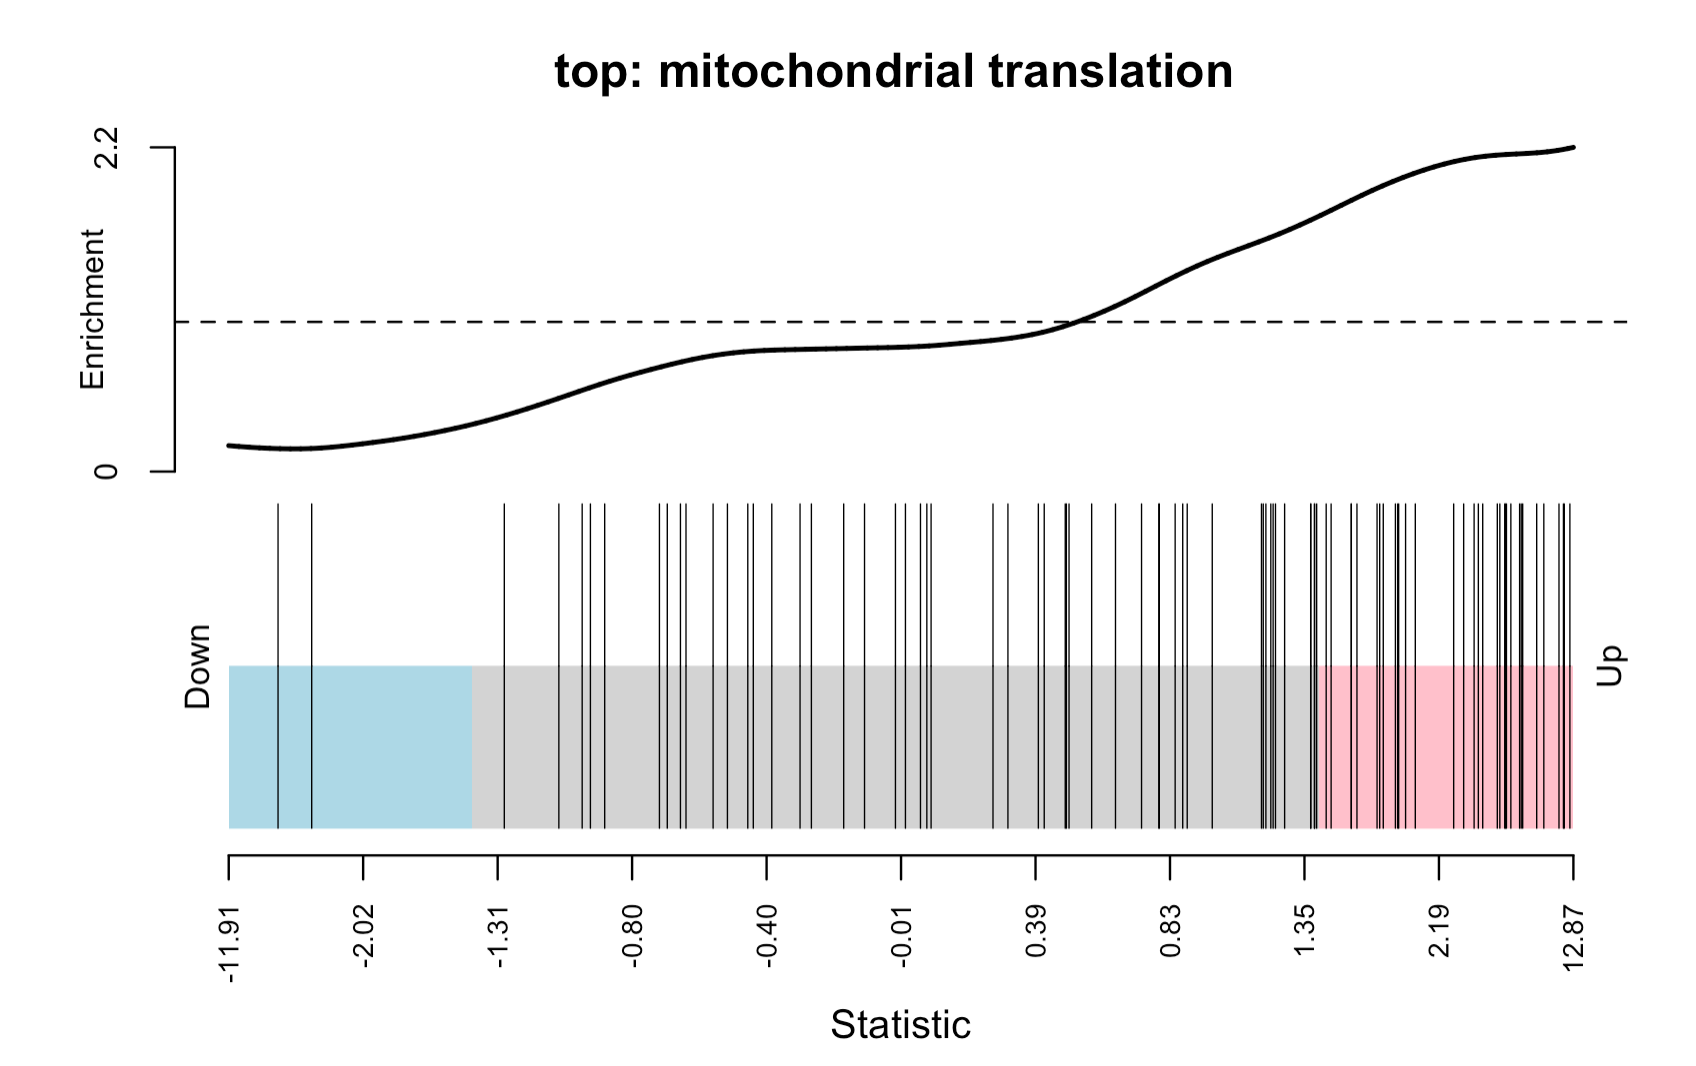 top: mitochondrial translation
2.2
Enrichment
0
Down
Up
-11.91
-2.02
-1.31
-0.80
-0.40
-0.01
0.39
0.83
1.35
2.19
12.87
Statistic